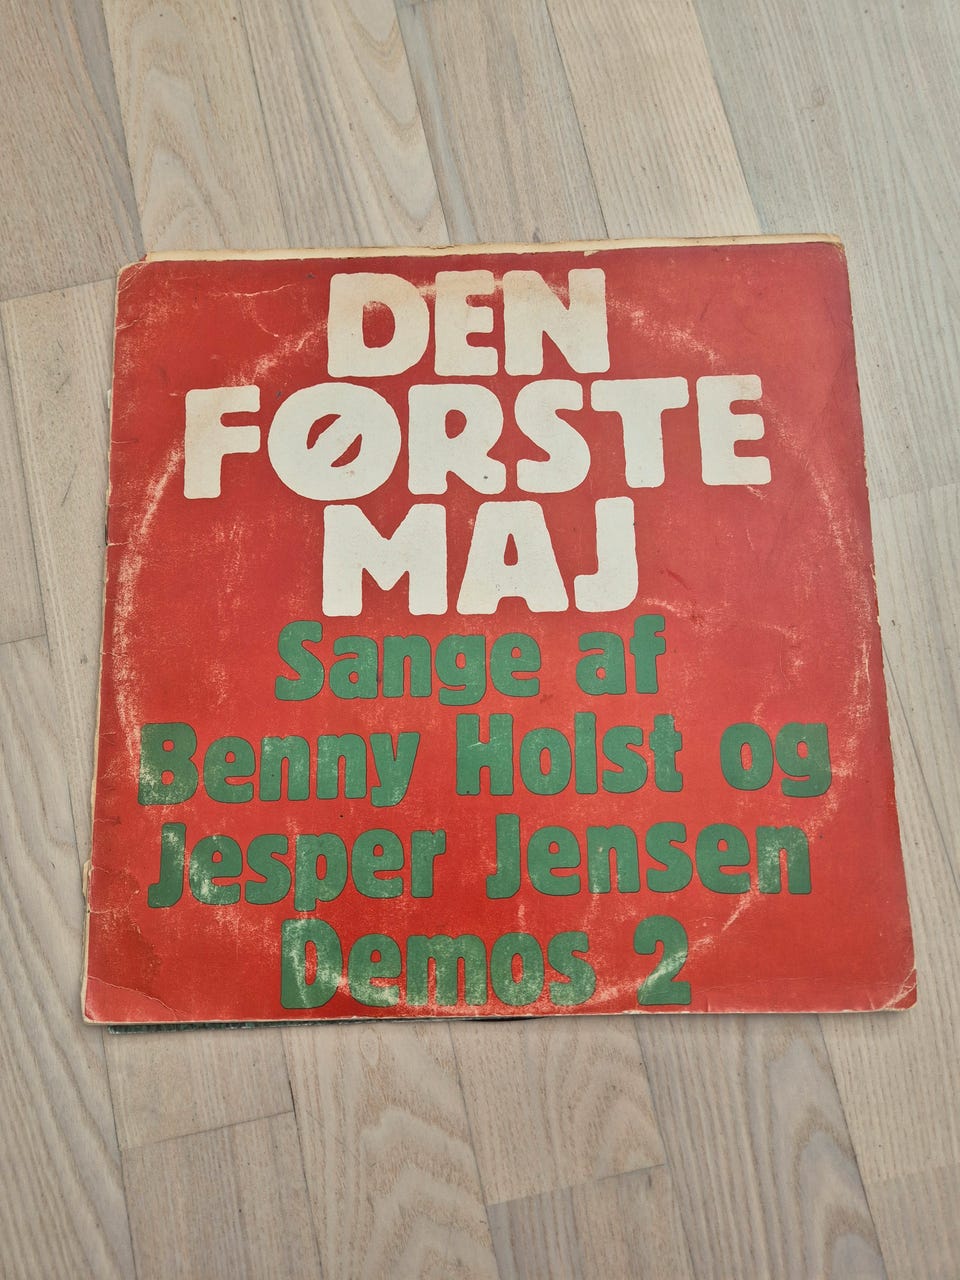 DEN
FØRSTE
MAJ
Sange af
Benny Holst og
Jesper Jensen
Demos 2